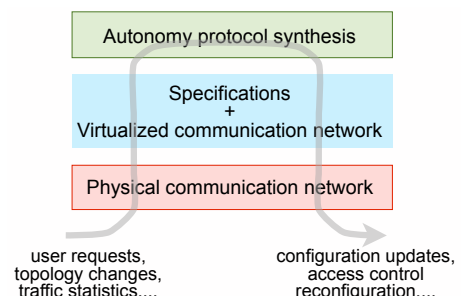 Autonomy protocol synthesis
Specifications
+
Virtualized communication network
Physical communication network
user requests,
topology changes,
traffic statistics,...
configuration updates,
access control
reconfiguration,...